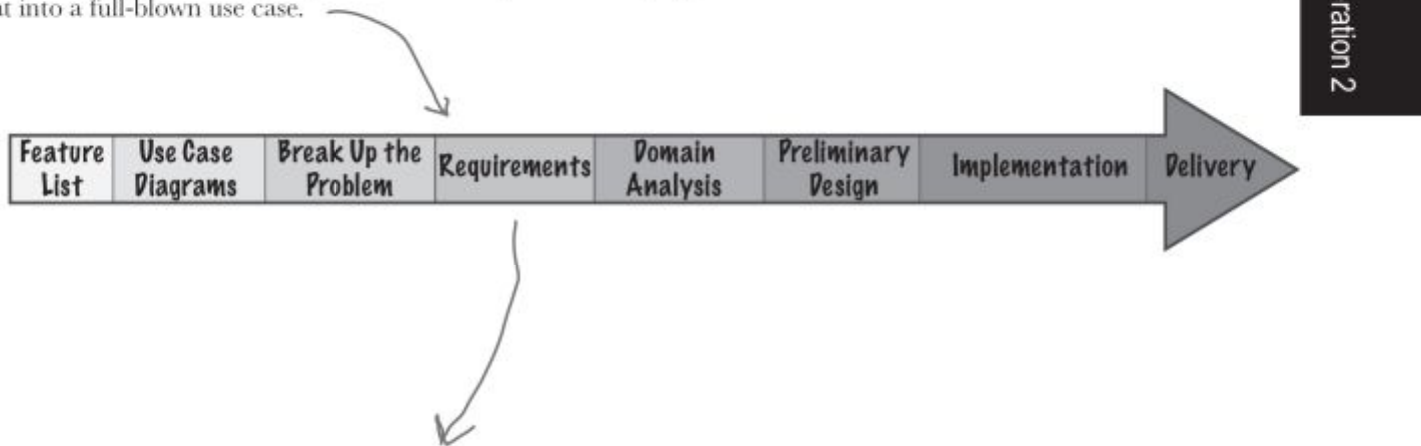 at into a full-blown use case.
ration 2
Feature List
Use Case Diagrams
Break Up the Problem
Requirements
Domain Analysis
Preliminary Design
Implementation
Delivery